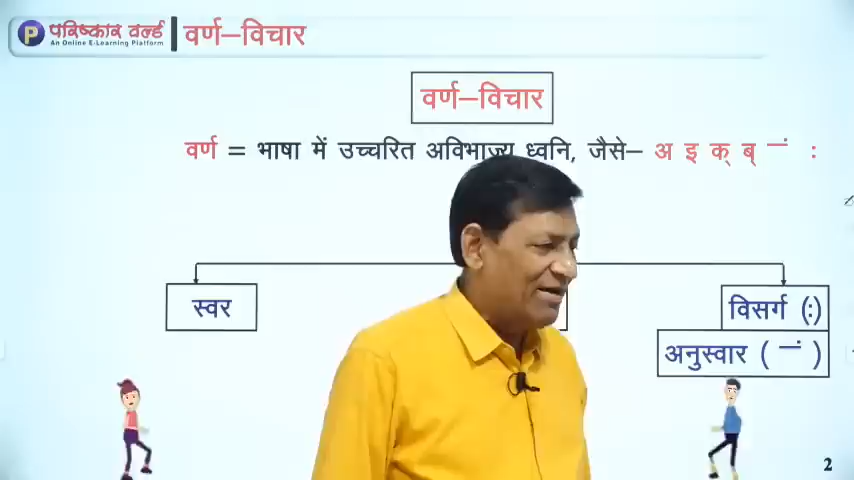 P परिष्कार वर्ल्ड
An Online E-Learning Platform
वर्ण–विचार
वर्ण–विचार
वर्ण = भाषा में उच्चरित अविभाज्य ध्वनि, जैसे– अ इ क् ब् —ं :
स्वर
विसर्ग (:)
अनुस्वार ( —ं )
2